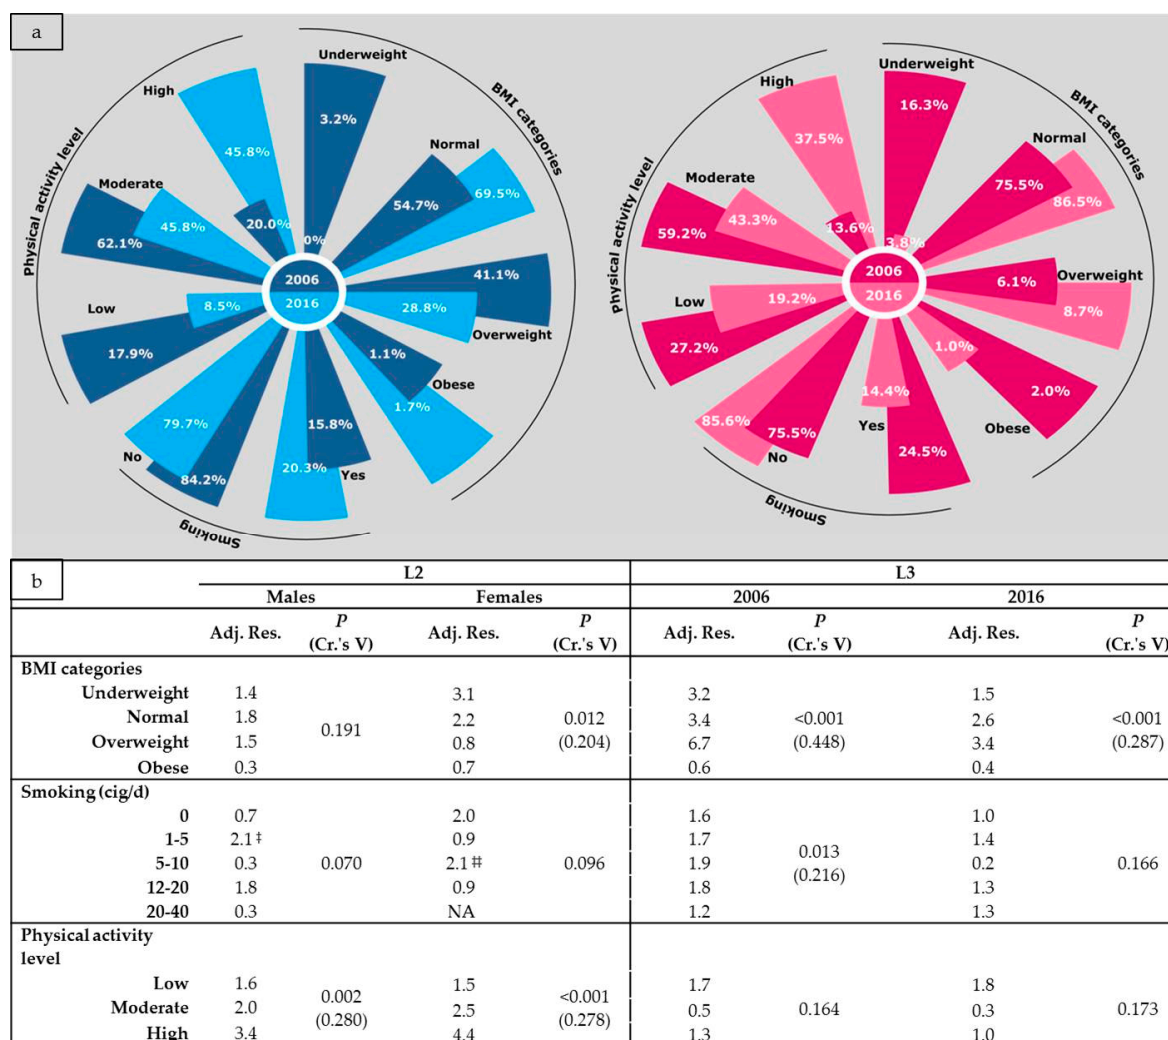 a
Underweight
3.2%
High
45.8%
BMI categories
Normal
54.7%
69.5%
Physical activity level
Moderate
62.1%
45.8%
20.0%
0%
2006
2016
41.1%
28.8%
Overweight
Low
8.5%
17.9%
1.1%
Obese
1.7%
79.7%
No
84.2%
15.8%
20.3%
Yes
Smoking
Underweight
16.3%
High
37.5%
BMI categories
Normal
75.5%
86.5%
Physical activity level
Moderate
59.2%
43.3%
13.6%
3.8%
2006
2016
Overweight
6.1%
8.7%
Low
19.2%
27.2%
1.0%
2.0%
Obese
14.4%
Yes
24.5%
85.6%
75.5%
No
Smoking
b
L2 L3
Males Females 2006 2016
Adj. Res. P (Cr.'s V) Adj. Res. P (Cr.'s V) Adj. Res. P (Cr.'s V) Adj. Res. P (Cr.'s V)
BMI categories
Underweight 1.4 3.1 3.2 1.5
Normal 1.8 0.191 2.2 0.012 3.4 <0.001 2.6 <0.001
Overweight 1.5 0.8 (0.204) 6.7 (0.448) 3.4 (0.287)
Obese 0.3 0.7 0.6 0.4
Smoking (cig/d)
0 0.7 2.0 1.6 1.0
1-5 2.1 ‡ 0.9 1.7 1.4
5-10 0.3 0.070 2.1 ⧺ 0.096 1.9 0.013 (0.216) 0.2 0.166
12-20 1.8 0.9 1.8 1.3
20-40 0.3 NA 1.2 1.3
Physical activity
level
Low 1.6 1.5 1.7 1.8
Moderate 2.0 0.002 (0.280) 2.5 <0.001 (0.278) 0.5 0.164 0.3 0.173
High 3.4 4.4 1.3 1.0